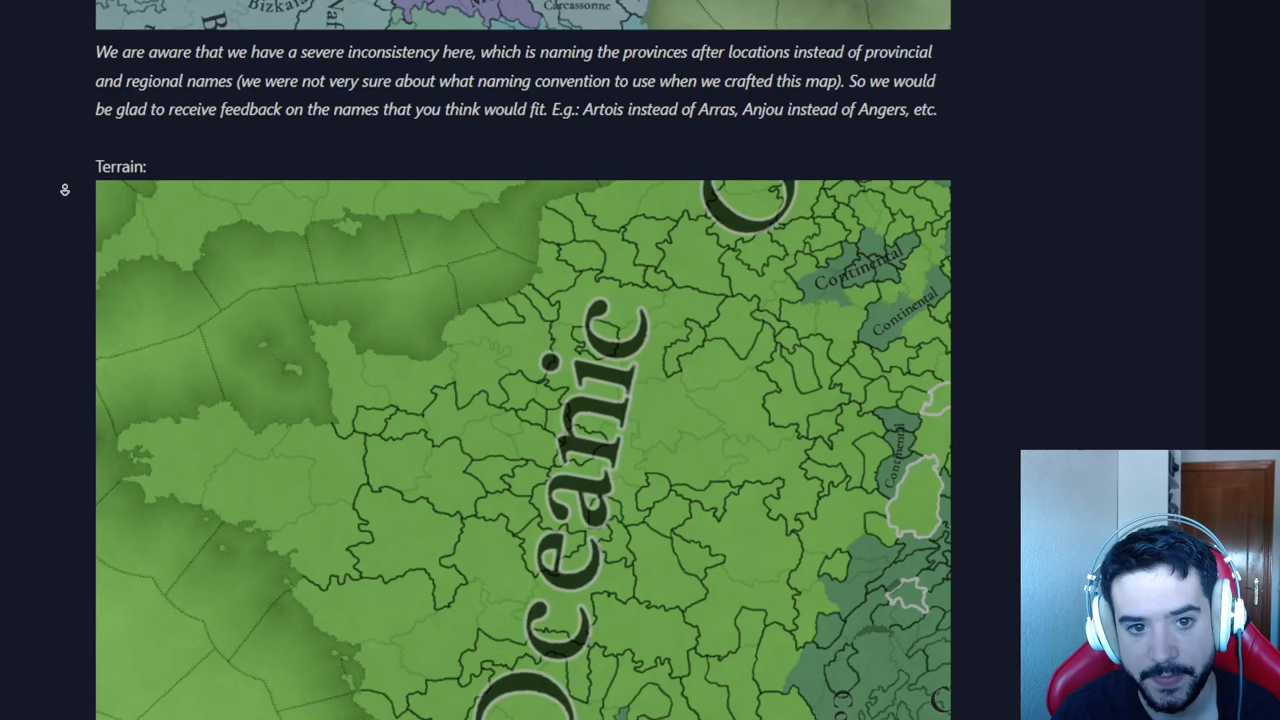 Bizkaia
Carcassonne
We are aware that we have a severe inconsistency here, which is naming the provinces after locations instead of provincial
and regional names (we were not very sure about what naming convention to use when we crafted this map). So we would
be glad to receive feedback on the names that you think would fit. E.g.: Artois instead of Arras, Anjou instead of Angers, etc.
Terrain:
Continental
Continental
Oceanic
Continental